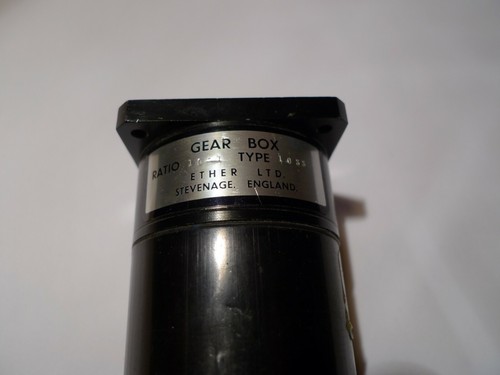 GEAR BOX
RATIO TYPE
ETHER LTD.
STEVENAGE, ENGLAND.